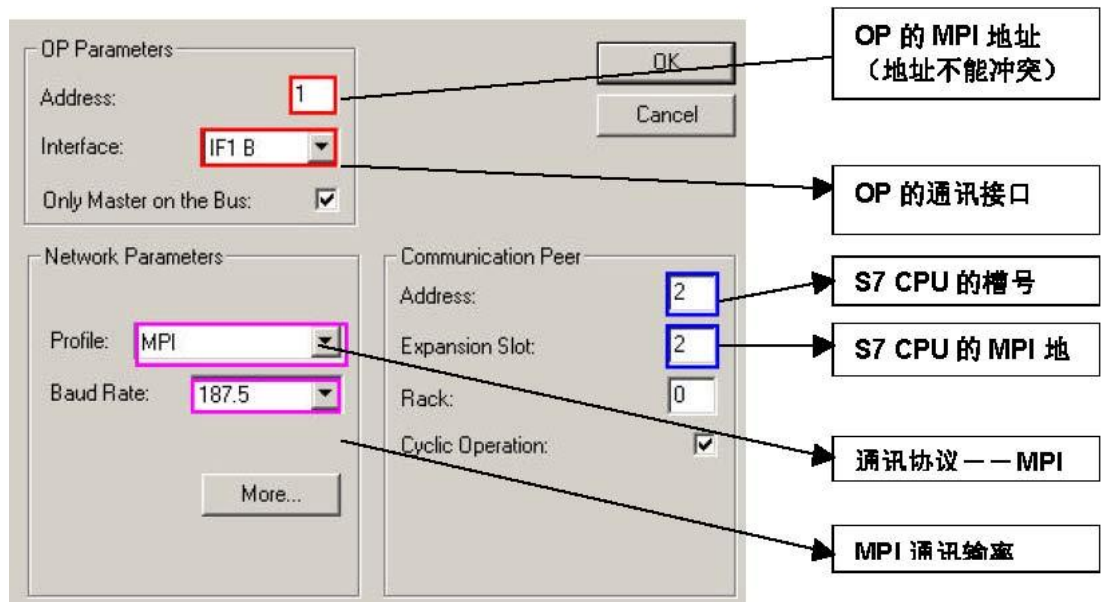 OP Parameters
Address:
1
Interface:
IF1 B
Only Master on the Bus:
OK
Cancel
Network Parameters
Profile:
MPI
Baud Rate:
187.5
More...
Communication Peer
Address:
2
Expansion Slot:
2
Rack:
0
Cyclic Operation:
OP 的 MPI 地址
（地址不能冲突）
OP 的通讯接口
S7 CPU 的槽号
S7 CPU 的 MPI 地
通讯协议－－MPI
MPI 通讯输率